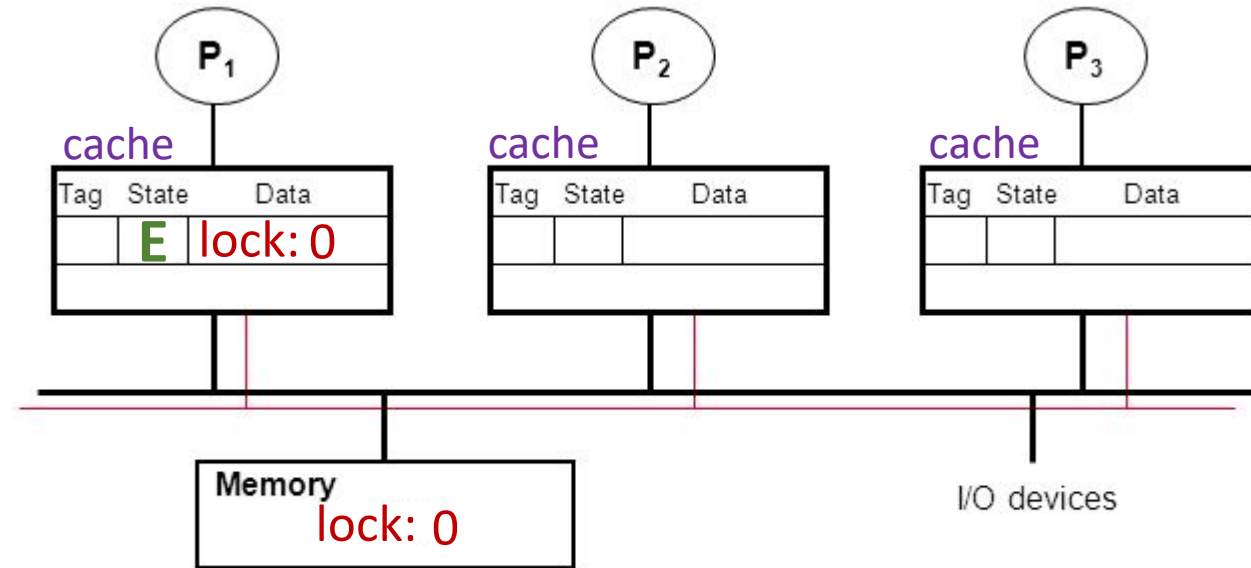 P₁ P₂ P₃
cache cache cache
Tag State Data Tag State Data Tag State Data
E lock: 0
Memory
lock: 0
I/O devices